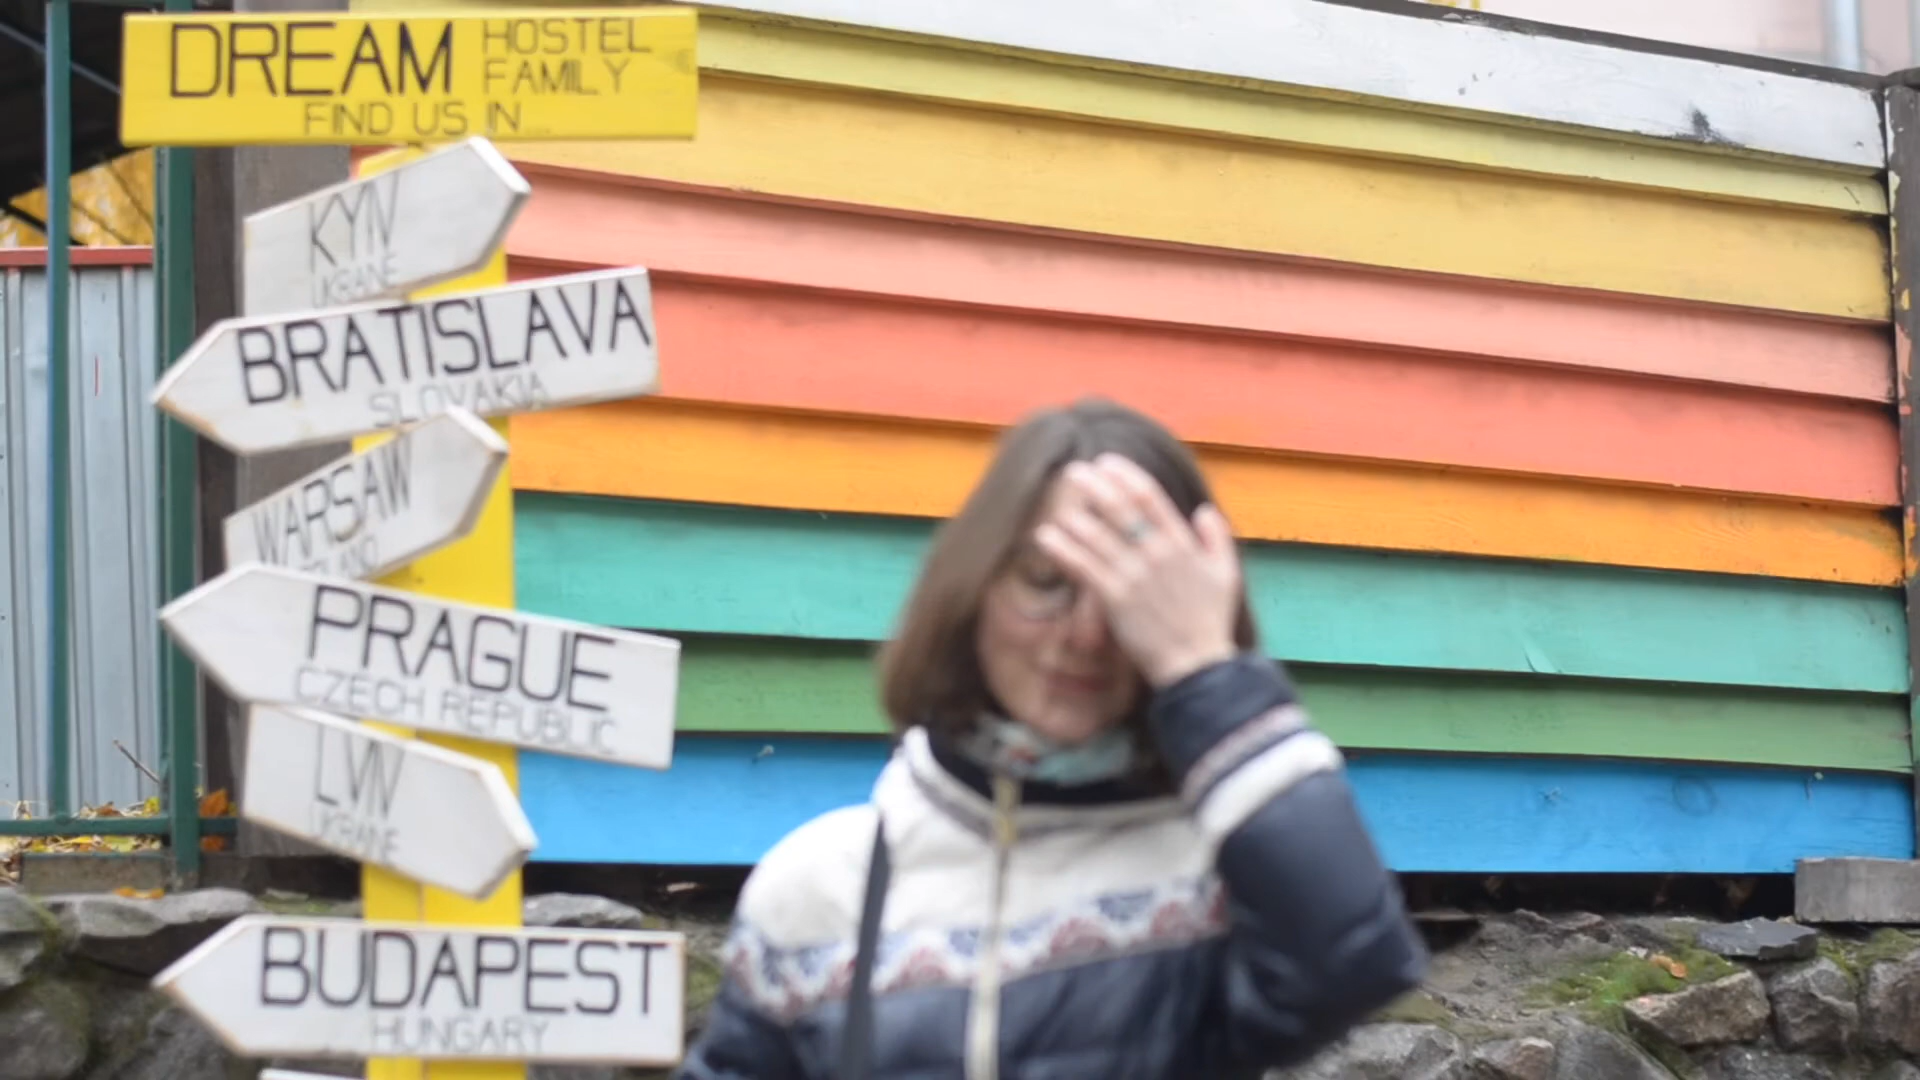 DREAM HOSTEL
FAMILY
FIND US IN...
KYIV
UKRAINE
BRATISLAVA
SLOVAKIA
WARSAW
PRAGUE
CZECH REPUBLIC
LVIV
UKRAINE
BUDAPEST
HUNGARY